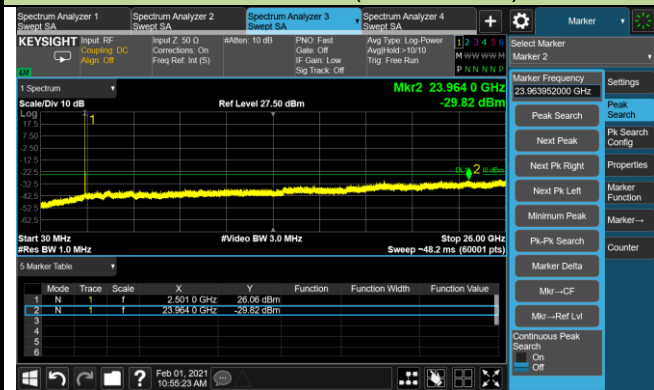 Spectrum Analyzer 1
Swept SA
Spectrum Analyzer 2
Swept SA
Spectrum Analyzer 3
Swept SA
Spectrum Analyzer 4
Swept SA
+
Marker
KEYSIGHT
Input: RF
Coupling: DC
Align: Off
Input Z: 50 Ω
Corrections: On
Freq Ref: Int (S)
#Atten: 10 dB
PNO: Fast
Gate: Off
IF Gain: Low
Sig Track: Off
Avg Type: Log-Power
Avg|Hold:>10/10
Trig: Free Run
1 2 3 4 5 6
M W W W W M
P N N N N P
LXI
Select Marker
Marker 2
1 Spectrum
Scale/Div 10 dB
Ref Level 27.50 dBm
Mkr2 23.964 0 GHz
-29.82 dBm
Log
17.5
7.50
-2.50
-12.5
-22.5
-32.5
-42.5
-52.5
-62.5
1
2
Start 30 MHz
#Res BW 1.0 MHz
#Video BW 3.0 MHz
Stop 26.00 GHz
Sweep ~48.2 ms (60001 pts)
5 Marker Table
Mode Trace Scale X Y Function Function Width Function Value
1 N 1 f 2.501 0 GHz 26.06 dBm
2 N 1 f 23.964 0 GHz -29.82 dBm
3
4
5
6
Marker Frequency
23.963952000 GHz
Peak Search
Next Peak
Next Pk Right
Next Pk Left
Minimum Peak
Pk-Pk Search
Marker Delta
Mkr→CF
Mkr→Ref Lvl
Continuous Peak
Search
On
Off
Settings
Peak
Search
Pk Search
Config
Properties
Marker
Function
Marker→
Counter
?
Feb 01, 2021
10:55:23 AM